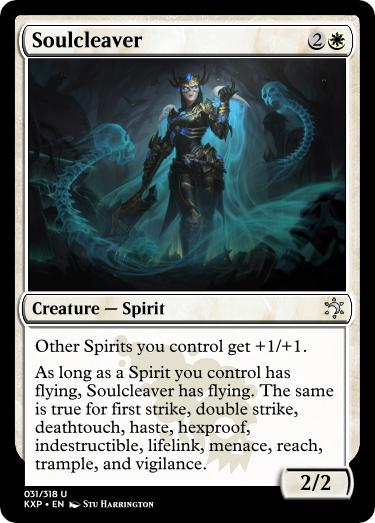 Soulcleaver 2
Creature — Spirit
Other Spirits you control get +1/+1.
As long as a Spirit you control has
flying, Soulcleaver has flying. The same
is true for first strike, double strike,
deathtouch, haste, hexproof,
indestructible, lifelink, menace, reach,
trample, and vigilance.
2/2
031/318 U
KXP • EN Stu Harrington